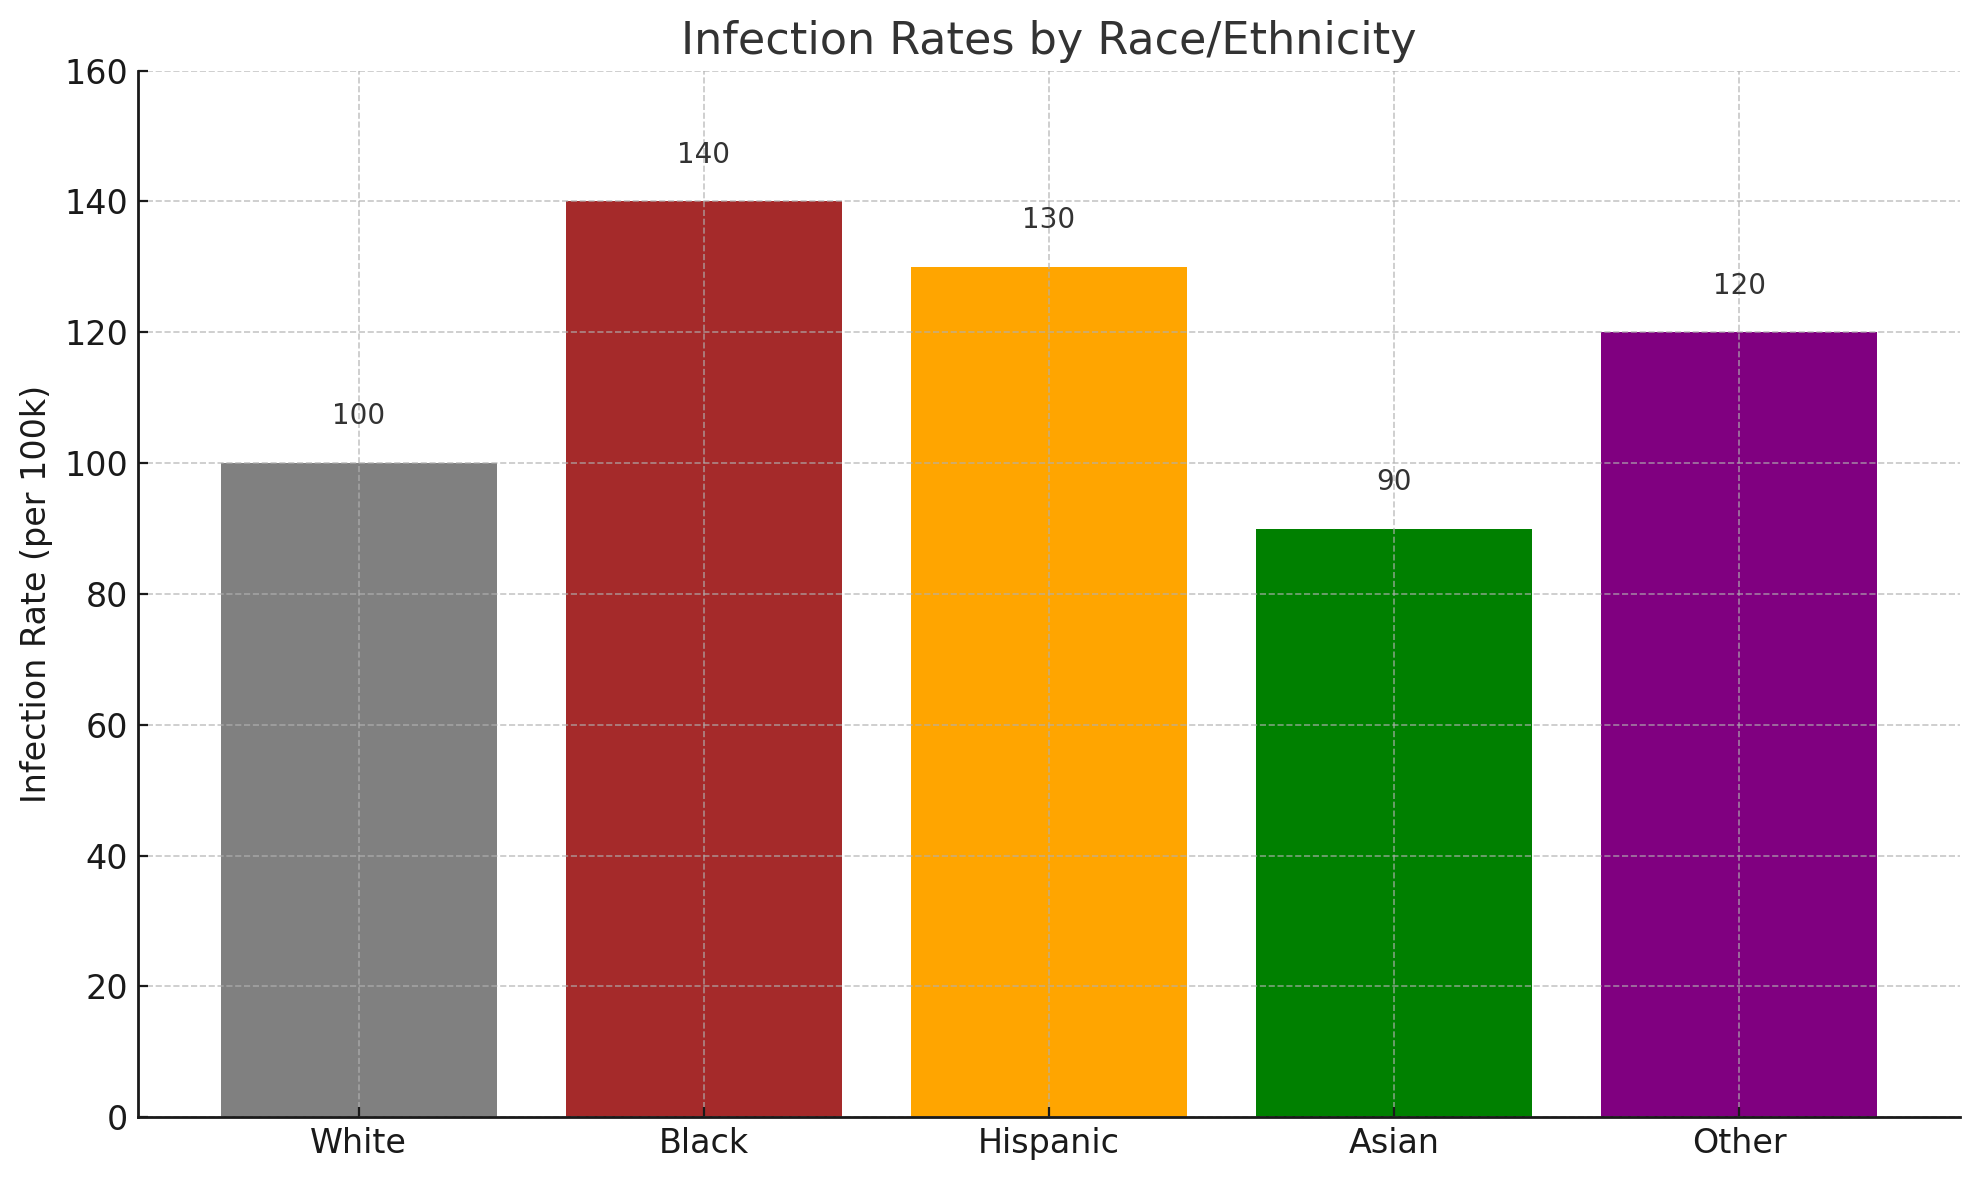 Infection Rates by Race/Ethnicity
Infection Rate (per 100k)
160
140
120
100
80
60
40
20
0
100
140
130
90
120
White
Black
Hispanic
Asian
Other